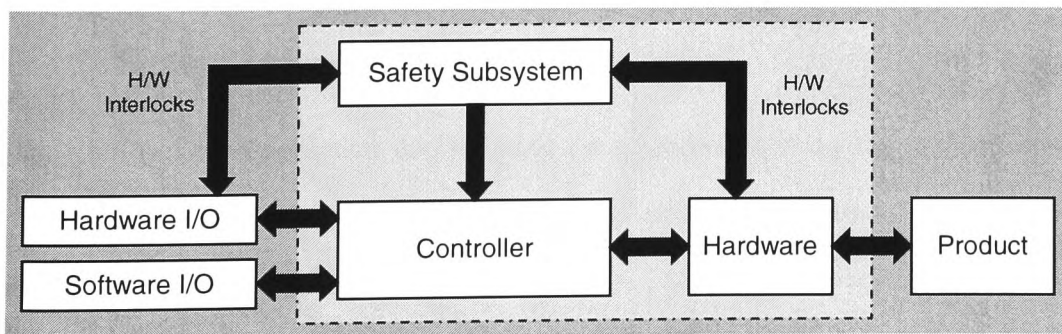 Safety Subsystem
H/W
Interlocks
H/W
Interlocks
Hardware I/O
Controller
Hardware
Product
Software I/O